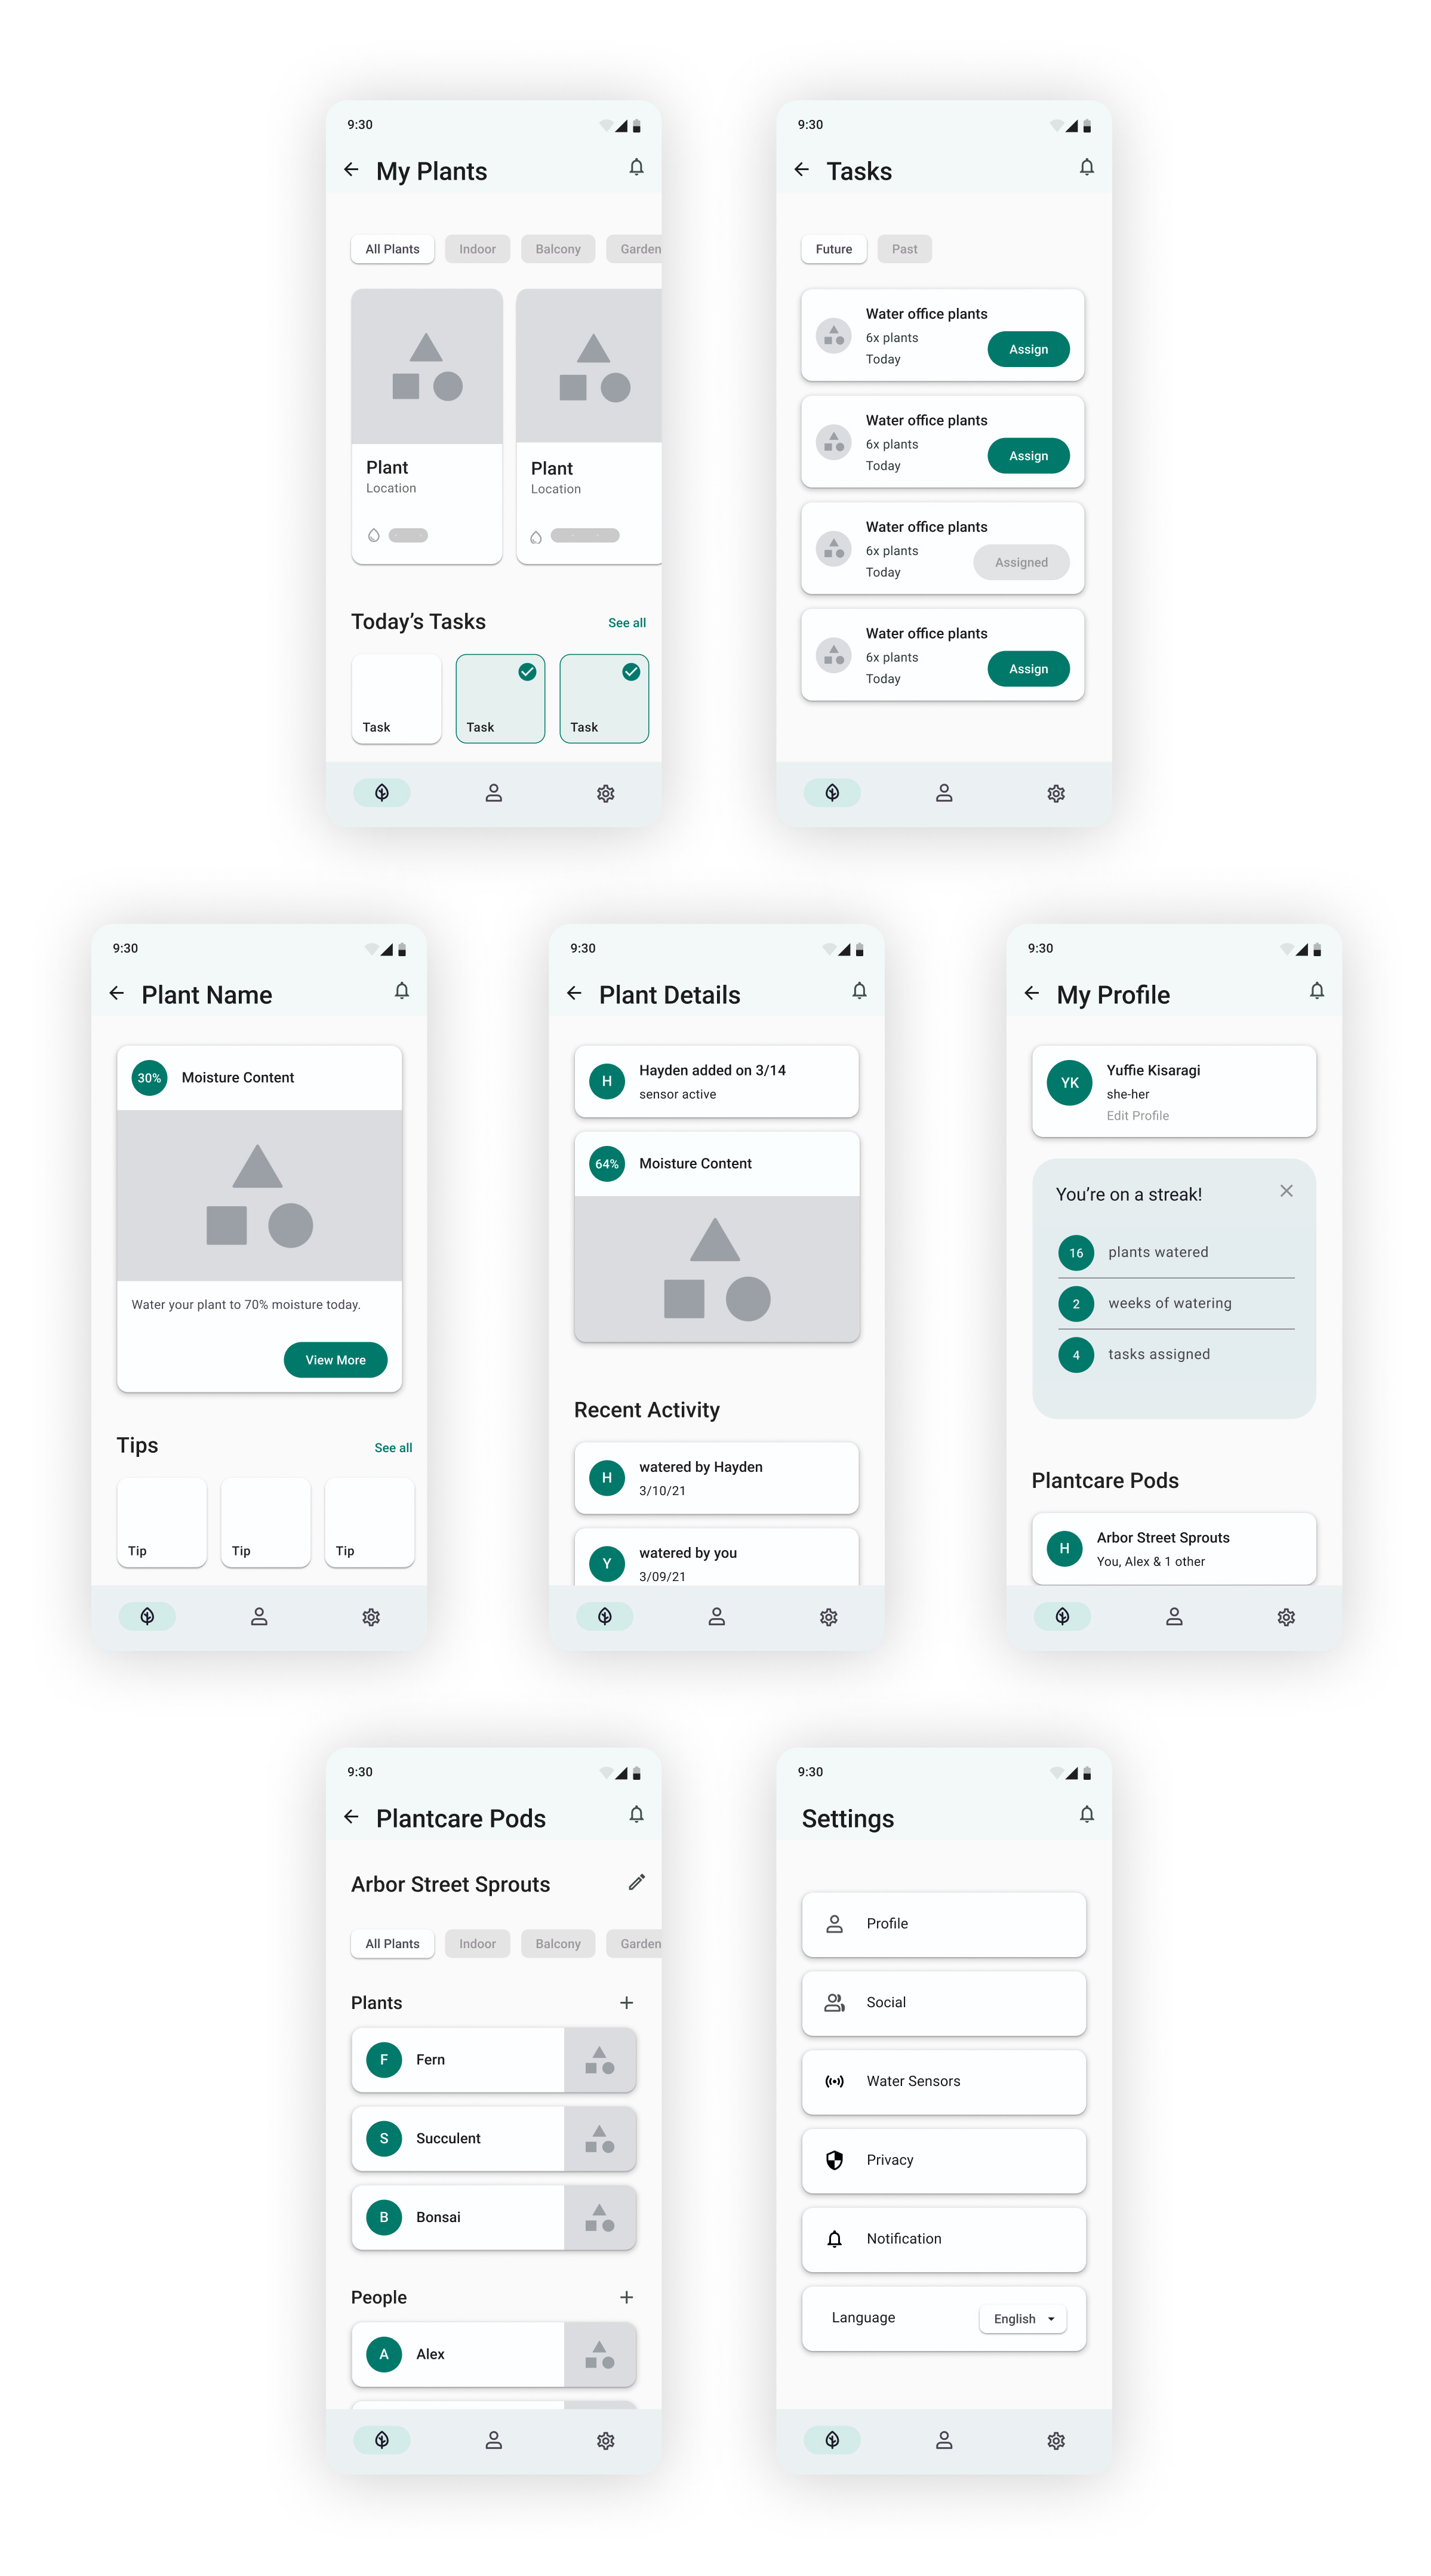 9:30
My Plants
All Plants
Indoor
Balcony
Garden
Plant
Location
Plant
Location
Today's Tasks
See all
Task
Task
Task
9:30
Tasks
Future
Past
Water office plants
6x plants
Today
Assign
Water office plants
6x plants
Today
Assign
Water office plants
6x plants
Today
Assigned
Water office plants
6x plants
Today
Assign
9:30
Plant Name
30%
Moisture Content
Water your plant to 70% moisture today.
View More
Tips
See all
Tip
Tip
Tip
9:30
Plant Details
H
Hayden added on 3/14
sensor active
64%
Moisture Content
Recent Activity
H
watered by Hayden
3/10/21
Y
watered by you
3/09/21
9:30
My Profile
YK
Yuffie Kisaragi
she-her
Edit Profile
You're on a streak!
16
plants watered
2
weeks of watering
4
tasks assigned
Plantcare Pods
H
Arbor Street Sprouts
You, Alex & 1 other
9:30
Plantcare Pods
Arbor Street Sprouts
All Plants
Indoor
Balcony
Garden
Plants
F
Fern
S
Succulent
B
Bonsai
People
A
Alex
9:30
Settings
Profile
Social
Water Sensors
Privacy
Notification
Language
English